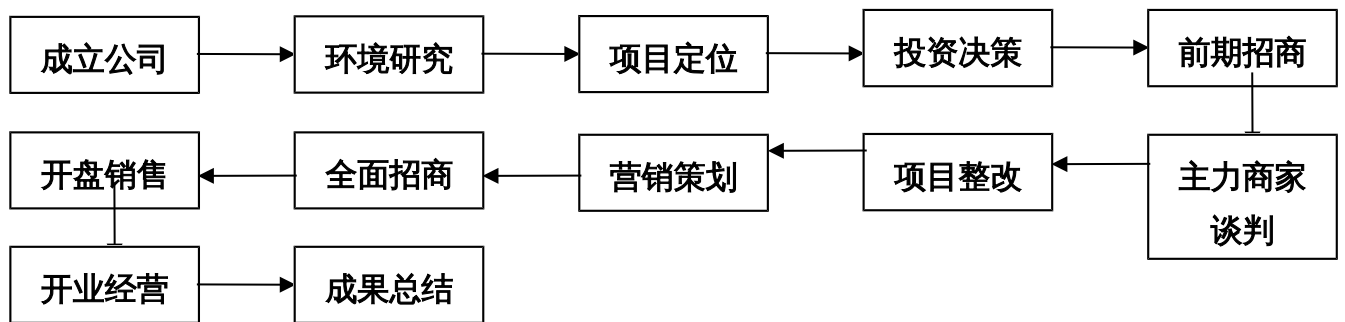 成立公司
环境研究
项目定位
投资决策
前期招商
主力商家
谈判
项目整改
营销策划
全面招商
开盘销售
开业经营
成果总结